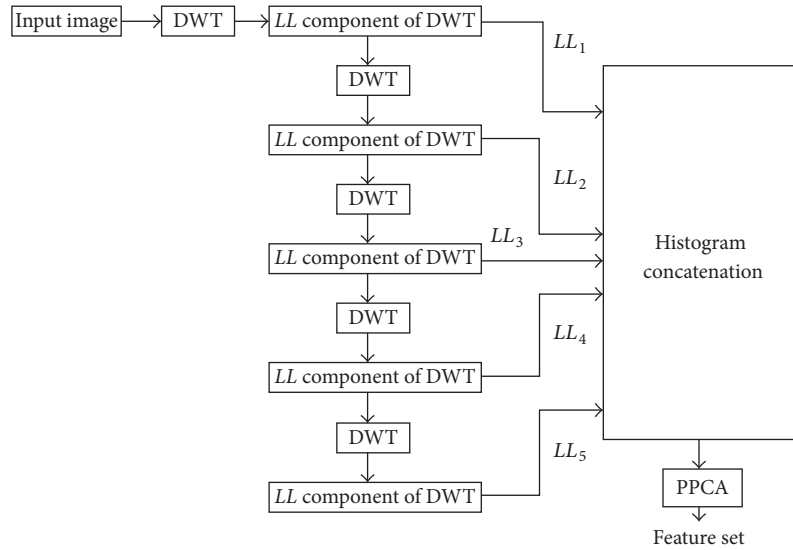 Input image
DWT
LL component of DWT
LL₁
DWT
LL component of DWT
LL₂
DWT
LL₃
LL component of DWT
Histogram
concatenation
DWT
LL₄
LL component of DWT
DWT
LL₅
LL component of DWT
PPCA
Feature set